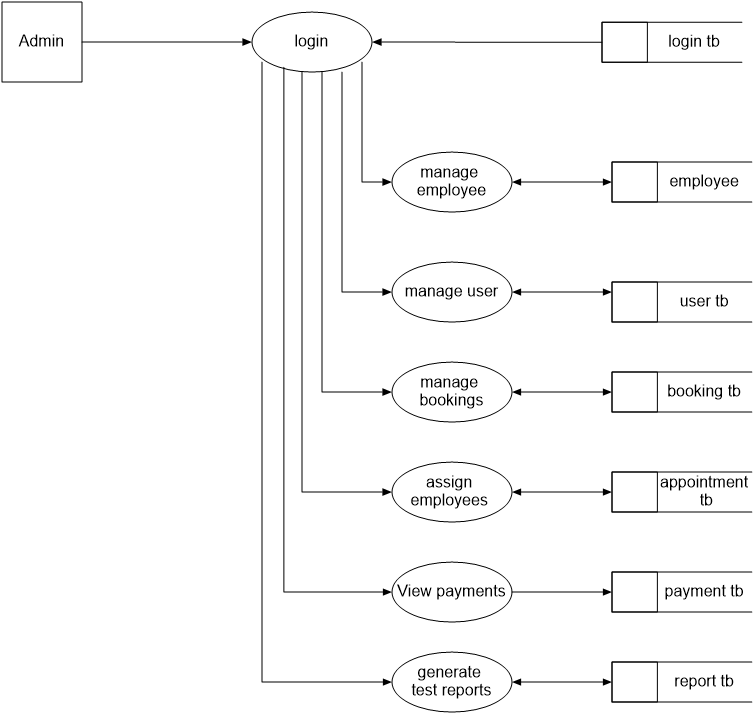 Admin
login
login tb
manage
employee
employee
manage user
user tb
manage
bookings
booking tb
assign
employees
appointment
tb
View payments
payment tb
generate
test reports
report tb